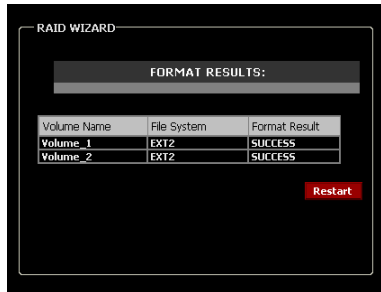 RAID WIZARD
FORMAT RESULTS:
Volume Name File System Format Result
Volume_1 EXT2 SUCCESS
Volume_2 EXT2 SUCCESS
Restart